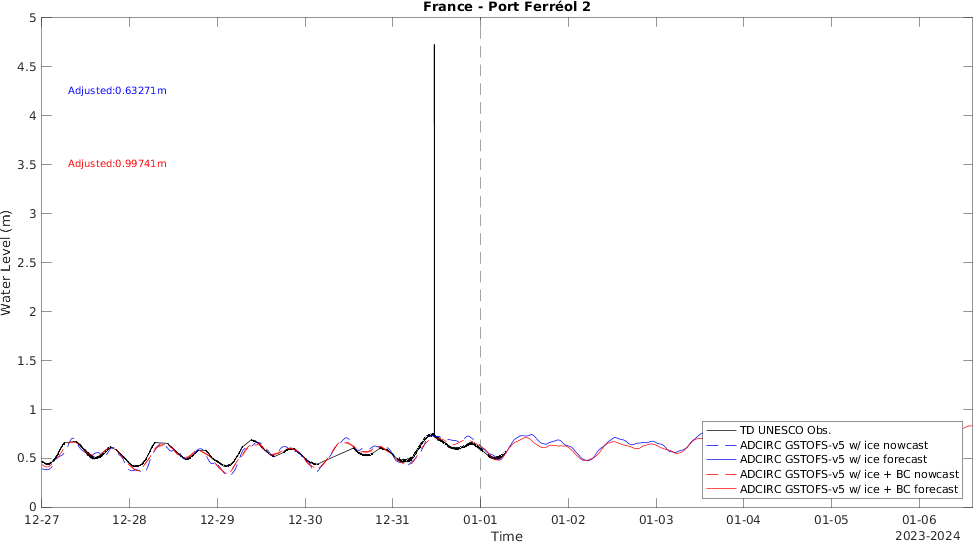 France - Port Ferréol 2
Adjusted:0.63271m
Adjusted:0.99741m
Water Level (m)
5
4.5
4
3.5
3
2.5
2
1.5
1
0.5
0
TD UNESCO Obs.
ADCIRC GSTOFS-v5 w/ ice nowcast
ADCIRC GSTOFS-v5 w/ ice forecast
ADCIRC GSTOFS-v5 w/ ice + BC nowcast
ADCIRC GSTOFS-v5 w/ ice + BC forecast
12-27 12-28 12-29 12-30 12-31 01-01 01-02 01-03 01-04 01-05 01-06
Time
2023-2024